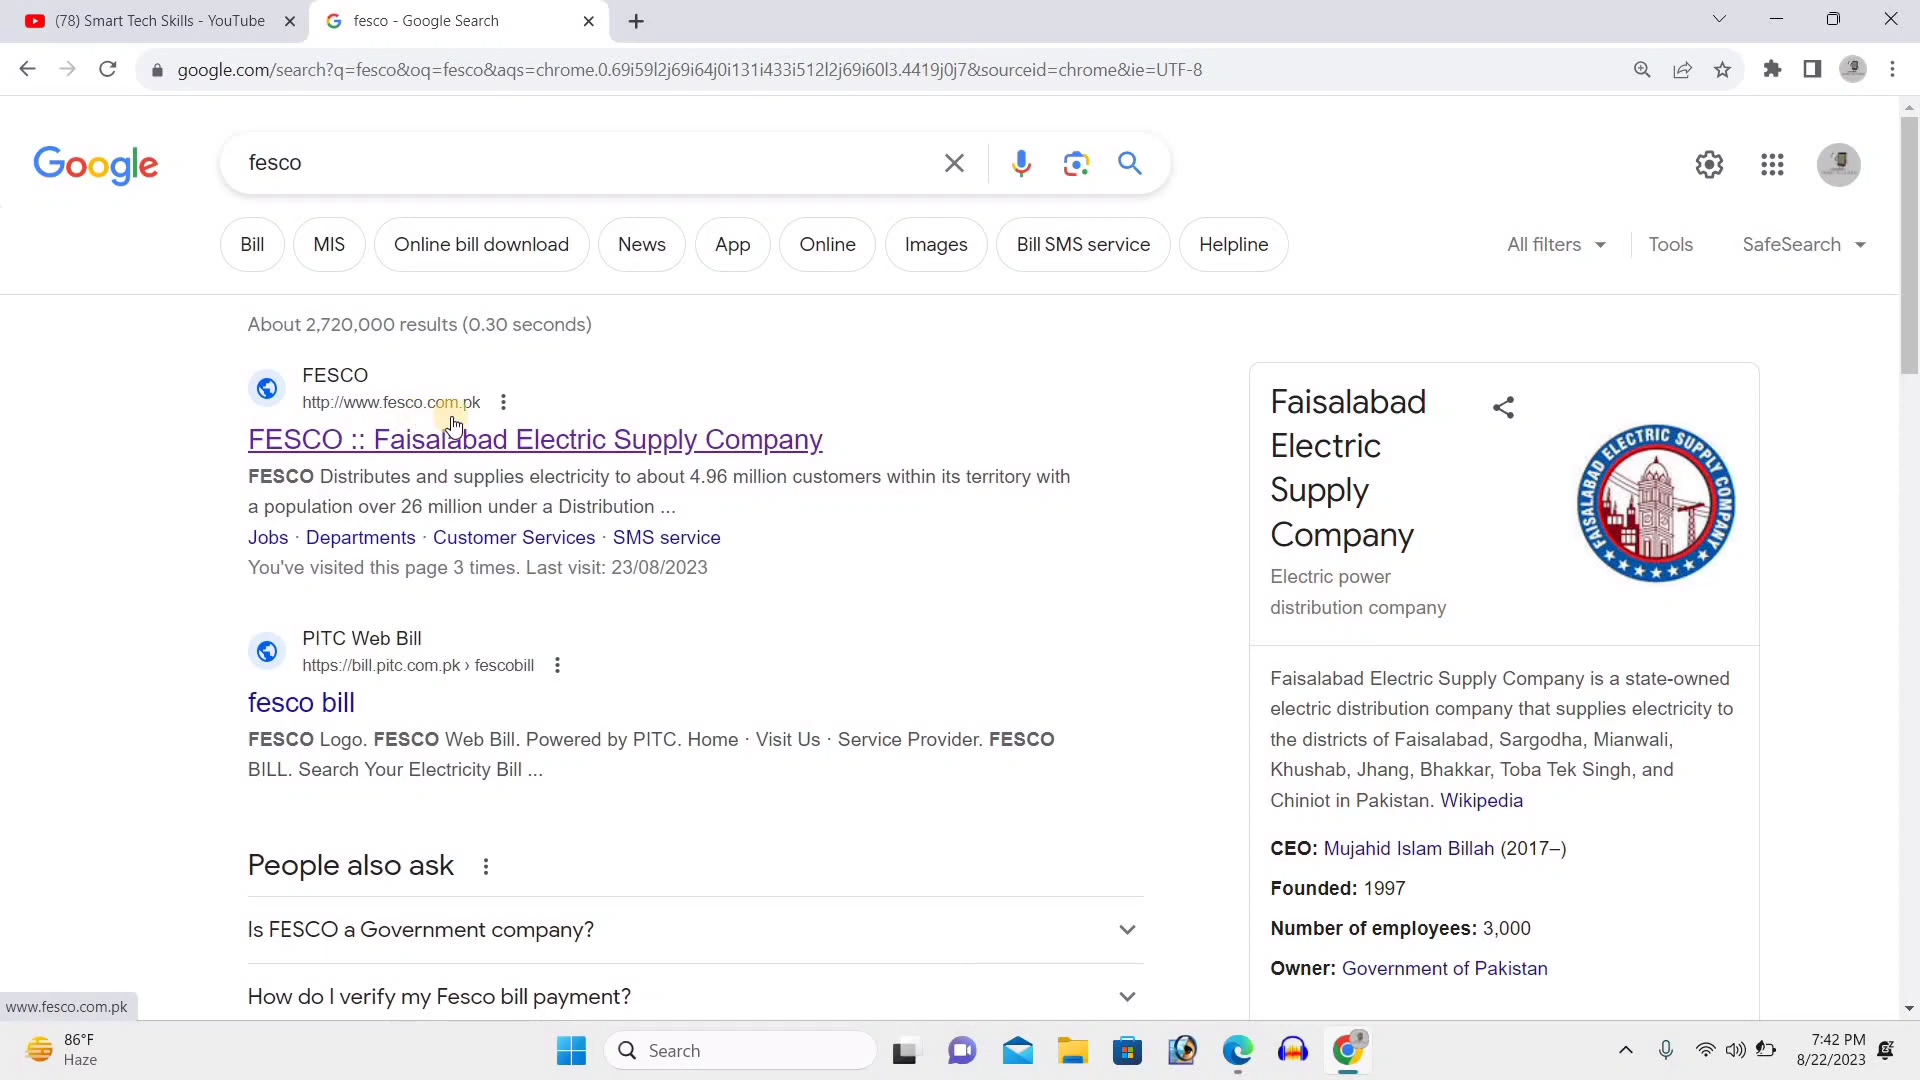 (78) Smart Tech Skills - YouTube
fesco - Google Search
google.com/search?q=fesco&oq=fesco&aqs=chrome.0.69i59l2j69i64j0i131i433i512l2j69i60l3.4419j0j7&sourceid=chrome&ie=UTF-8
Google
fesco
Bill
MIS
Online bill download
News
App
Online
Images
Bill SMS service
Helpline
All filters
Tools
SafeSearch
About 2,720,000 results (0.30 seconds)
FESCO
http://www.fesco.com.pk
FESCO :: Faisalabad Electric Supply Company
FESCO Distributes and supplies electricity to about 4.96 million customers within its territory with
a population over 26 million under a Distribution ...
Jobs · Departments · Customer Services · SMS service
You've visited this page 3 times. Last visit: 23/08/2023
PITC Web Bill
https://bill.pitc.com.pk › fescobill
fesco bill
FESCO Logo. FESCO Web Bill. Powered by PITC. Home · Visit Us · Service Provider. FESCO
BILL. Search Your Electricity Bill ...
People also ask
Is FESCO a Government company?
How do I verify my Fesco bill payment?
Faisalabad
Electric
Supply
Company
Electric power
distribution company
FAISALABAD ELECTRIC SUPPLY COMPANY
Faisalabad Electric Supply Company is a state-owned
electric distribution company that supplies electricity to
the districts of Faisalabad, Sargodha, Mianwali,
Khushab, Jhang, Bhakkar, Toba Tek Singh, and
Chiniot in Pakistan. Wikipedia
CEO: Mujahid Islam Billah (2017–)
Founded: 1997
Number of employees: 3,000
Owner: Government of Pakistan
www.fesco.com.pk
86°F
Haze
Search
7:42 PM
8/22/2023